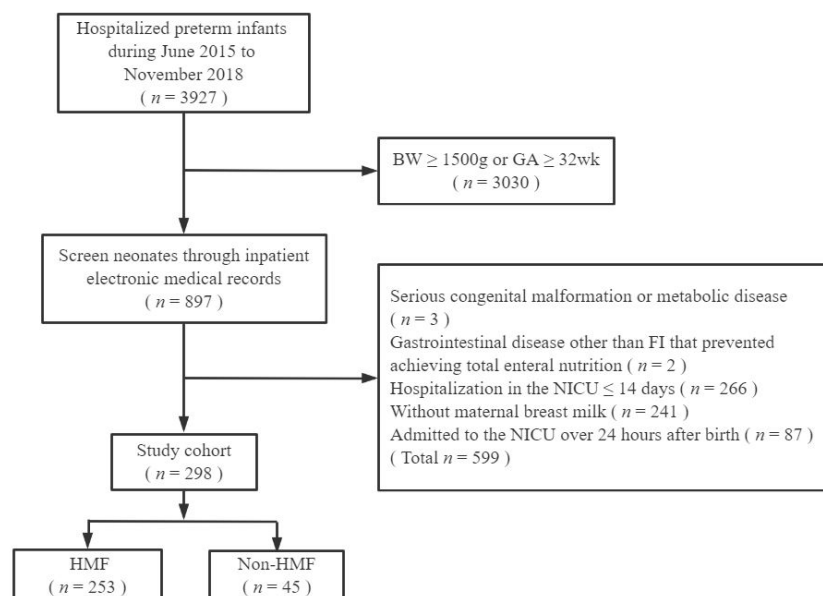 Hospitalized preterm infants
during June 2015 to
November 2018
( n = 3927 )
BW ≥ 1500g or GA ≥ 32wk
( n = 3030 )
Screen neonates through inpatient
electronic medical records
( n = 897 )
Serious congenital malformation or metabolic disease
( n = 3 )
Gastrointestinal disease other than FI that prevented
achieving total enteral nutrition ( n = 2 )
Hospitalization in the NICU ≤ 14 days ( n = 266 )
Without maternal breast milk ( n = 241 )
Admitted to the NICU over 24 hours after birth ( n = 87 )
( Total n = 599 )
Study cohort
( n = 298 )
HMF
( n = 253 )
Non-HMF
( n = 45 )